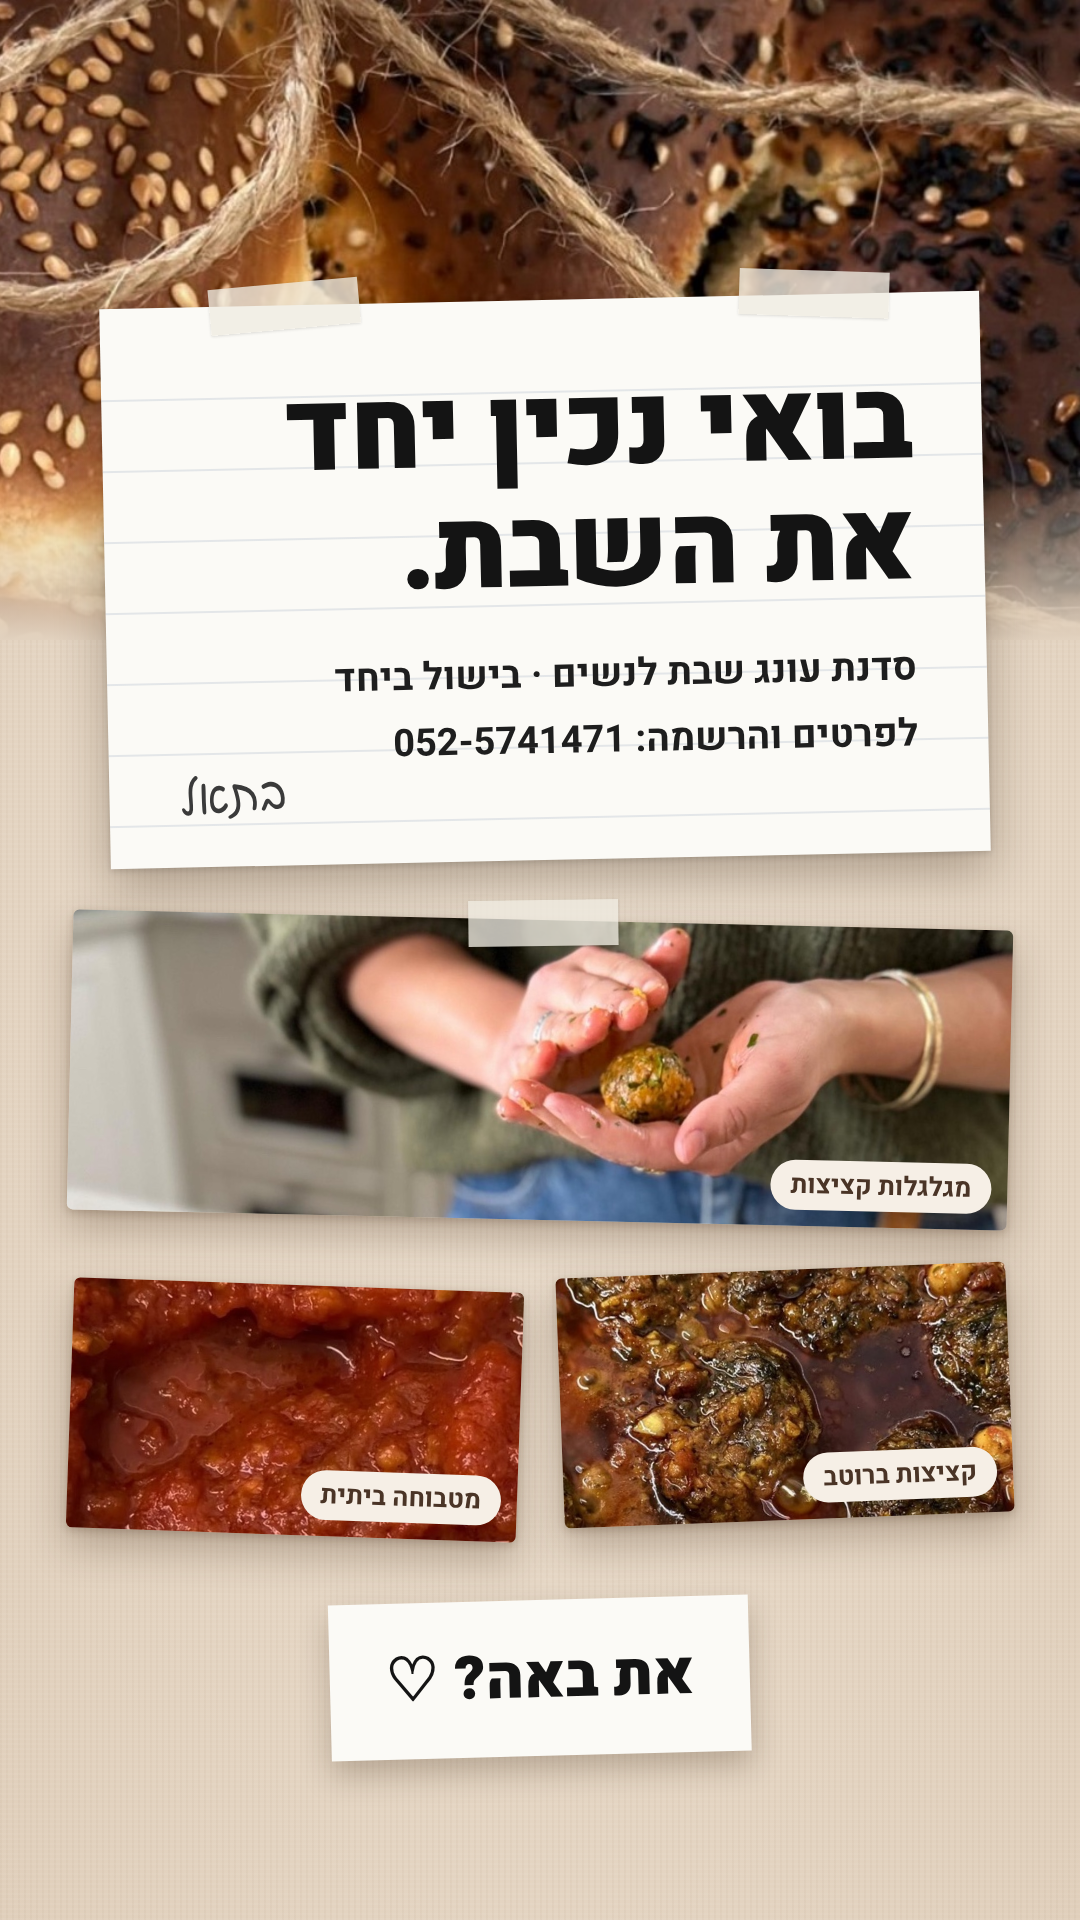 בואי נכין יחד
את השבת.
סדנת עונג שבת לנשים · בישול ביחד
לפרטים והרשמה: 052-5741471
בתאל
מגלגלות קציצות
קציצות ברוטב
מטבוחה ביתית
את באה? ♡